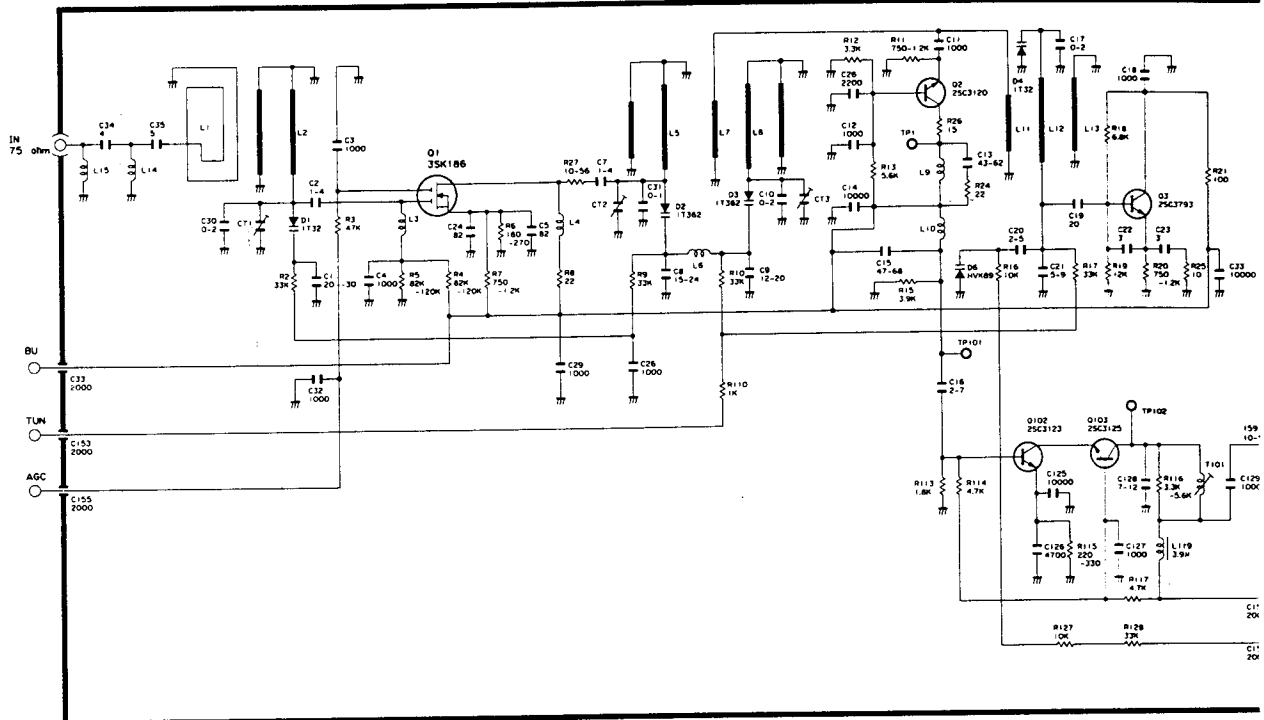 IN
75 ohm
C34
4
C35
5
L1
L15
L14
L2
C3
1000
Q1
3SK186
C2
1-4
C30
0-2
CT1
D1
1T32
R3
47K
L3
R2
33K
C1
20-30
C4
1000
R5
82K
-120K
R4
82K
-120K
C24
82
R7
750
-1.2K
R6
180
-270
C5
82
L4
R8
22
R27
10-56
C7
1-4
CT2
C31
0-1
L5
D2
1T362
R9
33K
C8
15-24
L6
R10
33K
C9
12-20
L7
L8
D3
1T362
C10
0-2
CT3
R12
3.3K
R11
750-1.2K
C11
1000
C26
2200
Q2
2SC3120
C12
1000
R26
15
TP1
R13
5.6K
L9
C13
43-62
R24
22
C14
10000
L10
C15
47-68
R15
3.9K
D4
1T32
C17
0-2
L11
L12
L13
C18
1000
R18
6.8K
R21
100
Q3
2SC3793
C19
20
C20
2-5
D6
HVK89
R16
10K
C21
5-9
R17
33K
C22
3
C23
3
R19
12K
R20
750
-1.2K
R25
10
C33
10000
BU
C33
2000
C32
1000
C29
1000
C26
1000
R110
1K
TP101
C16
2-7
TUN
C153
2000
AGC
C155
2000
Q102
2SC3123
Q103
2SC3125
TP102
159
10-
R113
1.8K
R114
4.7K
C125
10000
C128
7-12
R116
3.3K
-5.6K
T101
C129
1000
C126
4700
R115
220
-330
C127
1000
L119
3.9μ
R117
4.7K
R127
10K
R128
33K
C1
200
C1
200